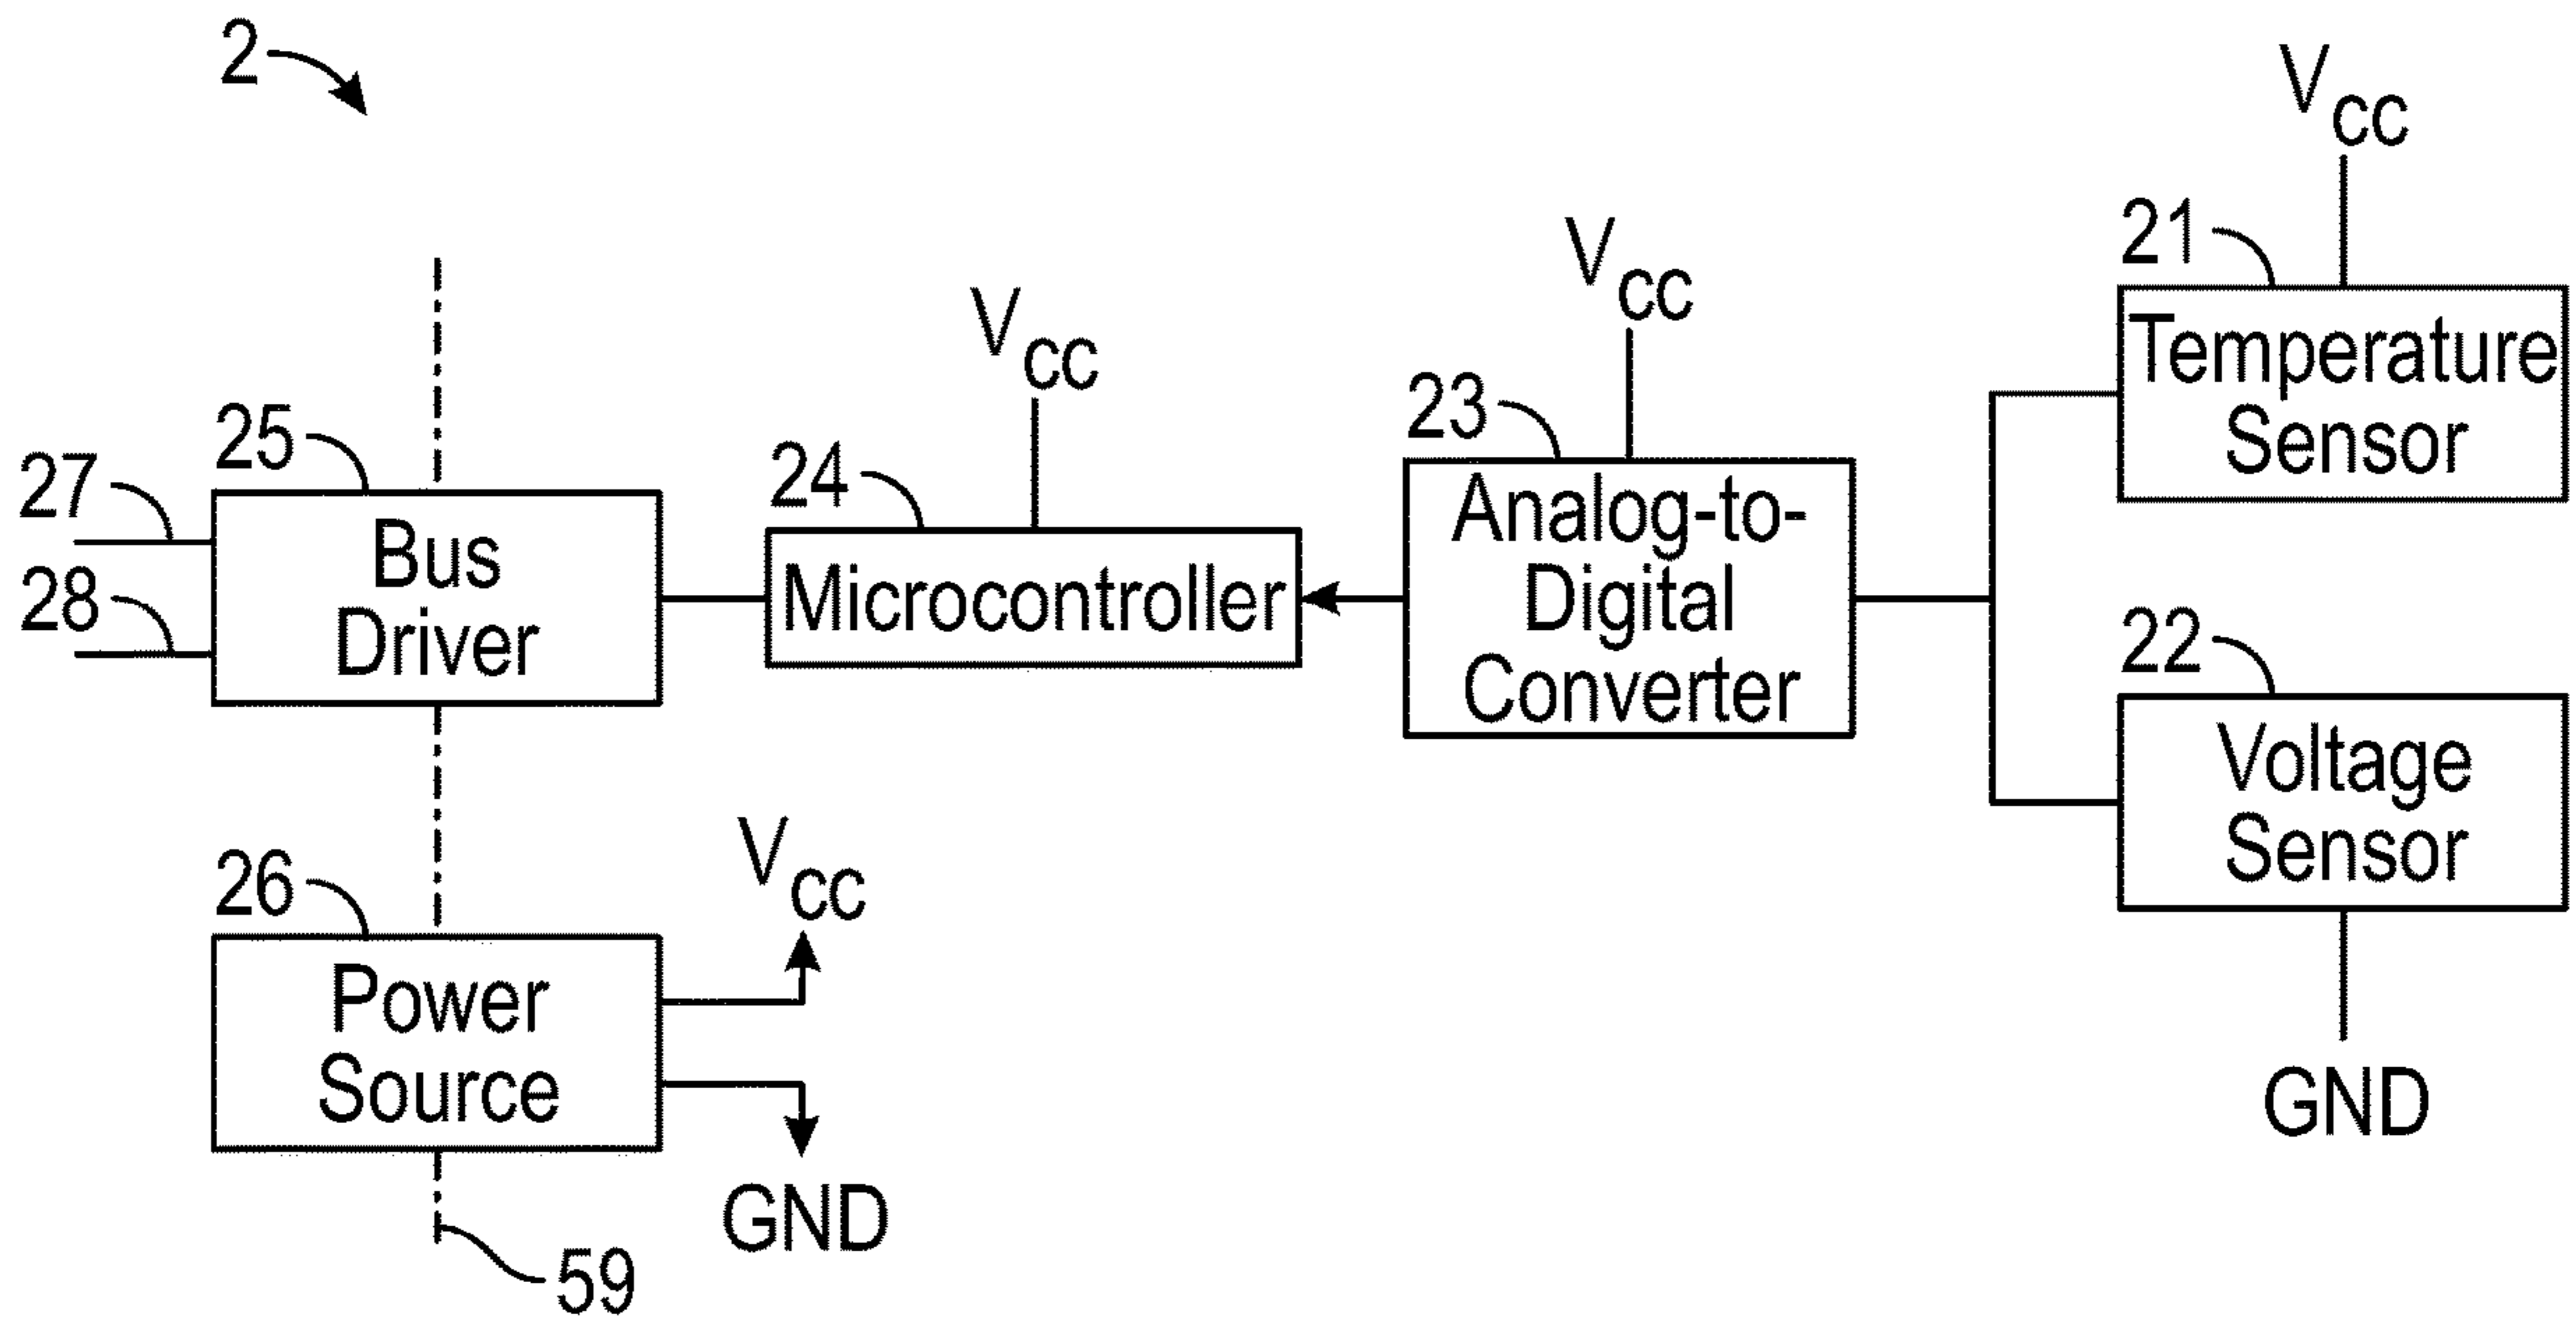 2
VCC
21
Temperature
Sensor
VCC
23
Analog-to-
Digital
Converter
VCC
24
Microcontroller
25
27
28
Bus
Driver
22
Voltage
Sensor
GND
26
Power
Source
VCC
GND
59